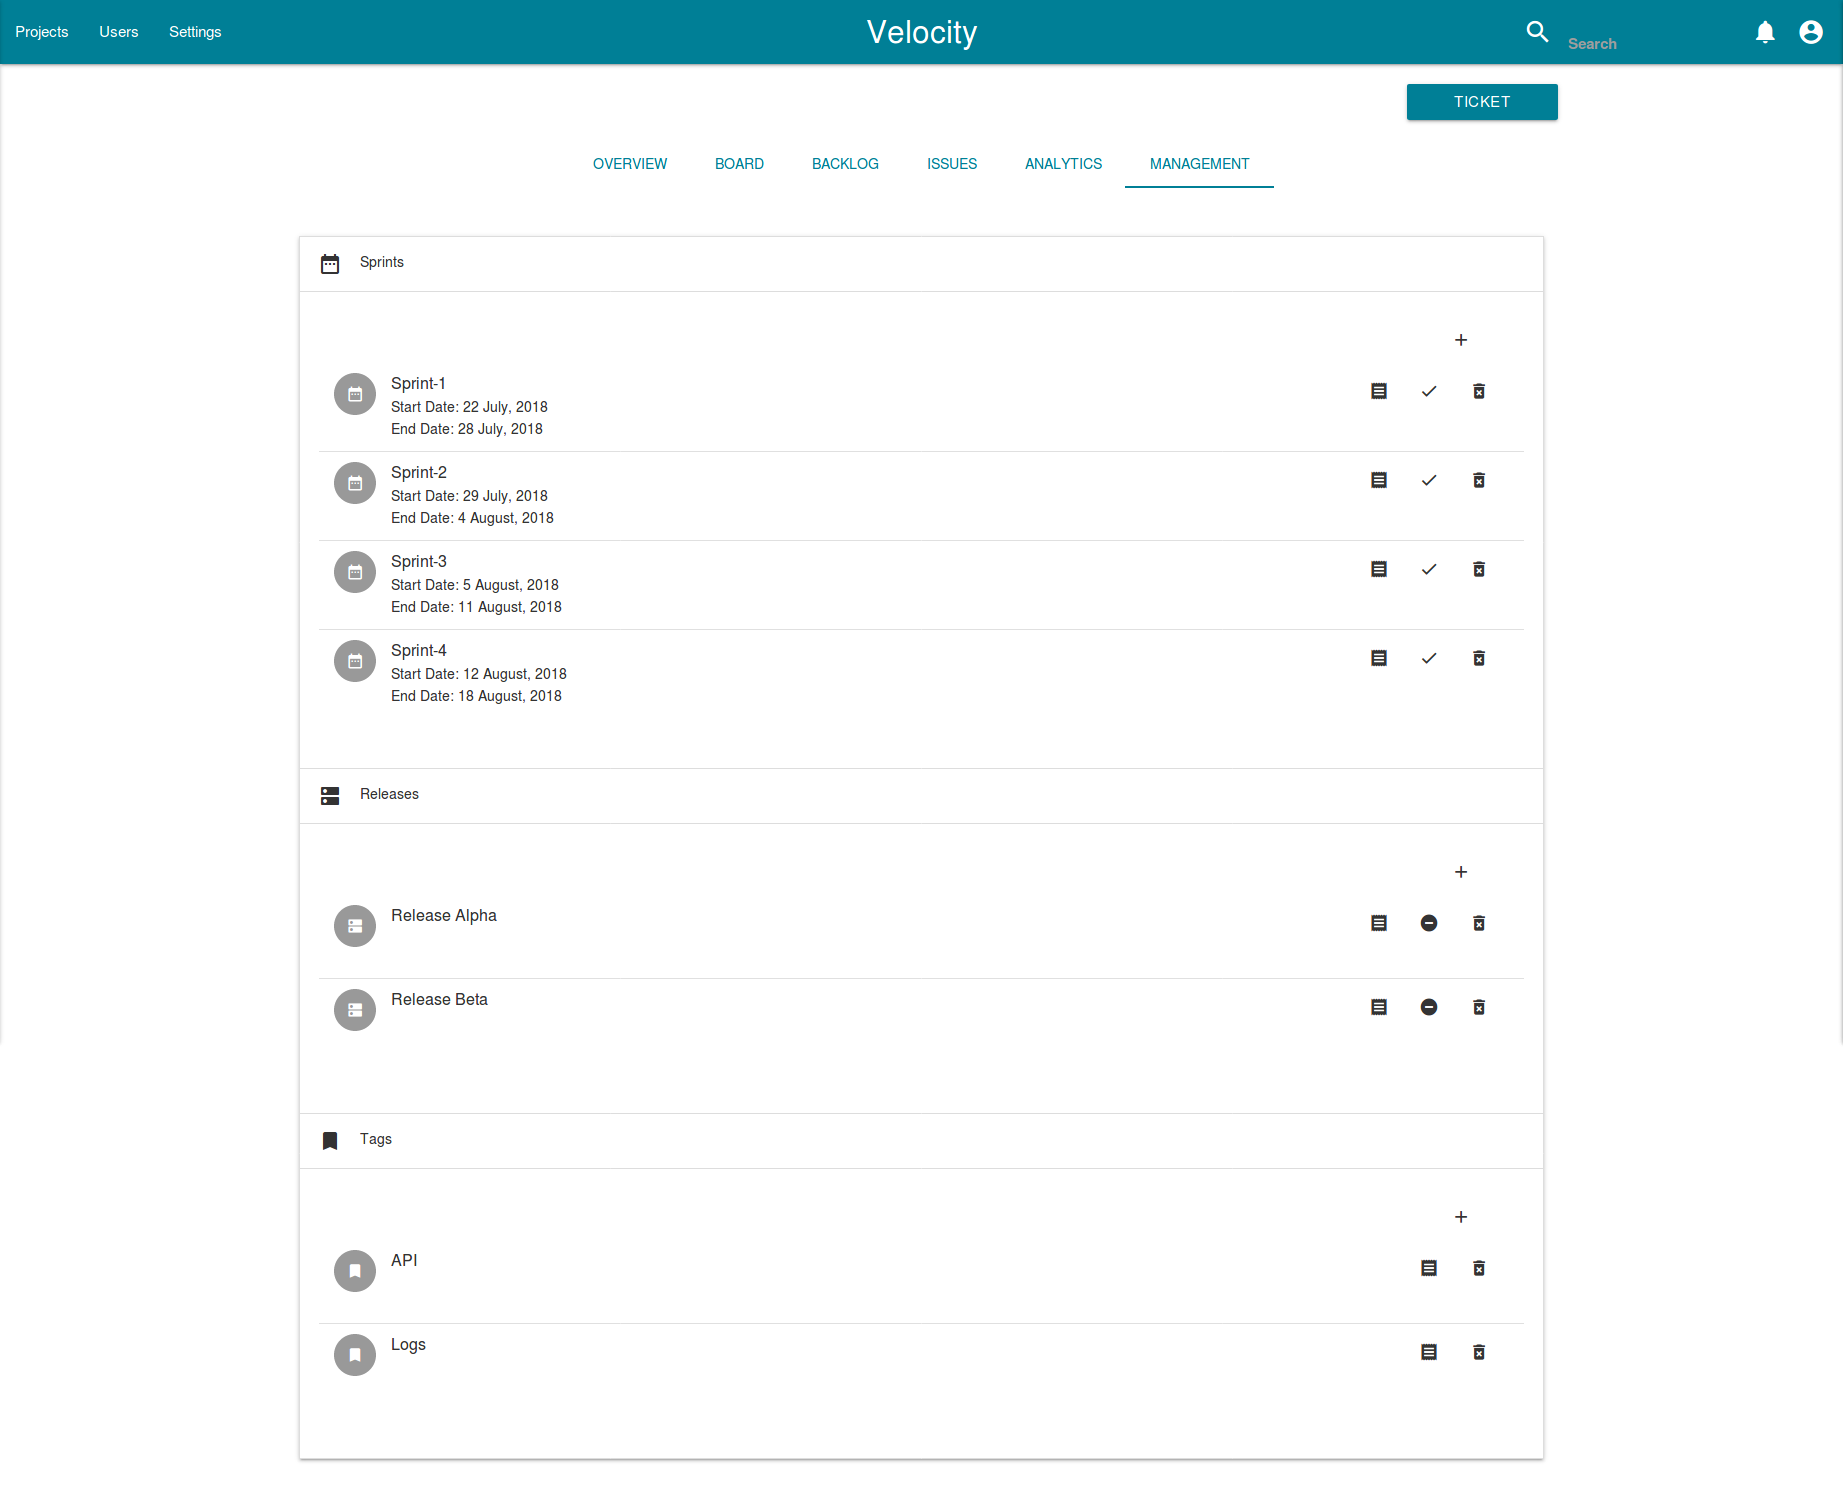 Projects Users Settings Velocity Search
TICKET
OVERVIEW BOARD BACKLOG ISSUES ANALYTICS MANAGEMENT
Sprints
Sprint-1
Start Date: 22 July, 2018
End Date: 28 July, 2018
Sprint-2
Start Date: 29 July, 2018
End Date: 4 August, 2018
Sprint-3
Start Date: 5 August, 2018
End Date: 11 August, 2018
Sprint-4
Start Date: 12 August, 2018
End Date: 18 August, 2018
Releases
Release Alpha
Release Beta
Tags
API
Logs